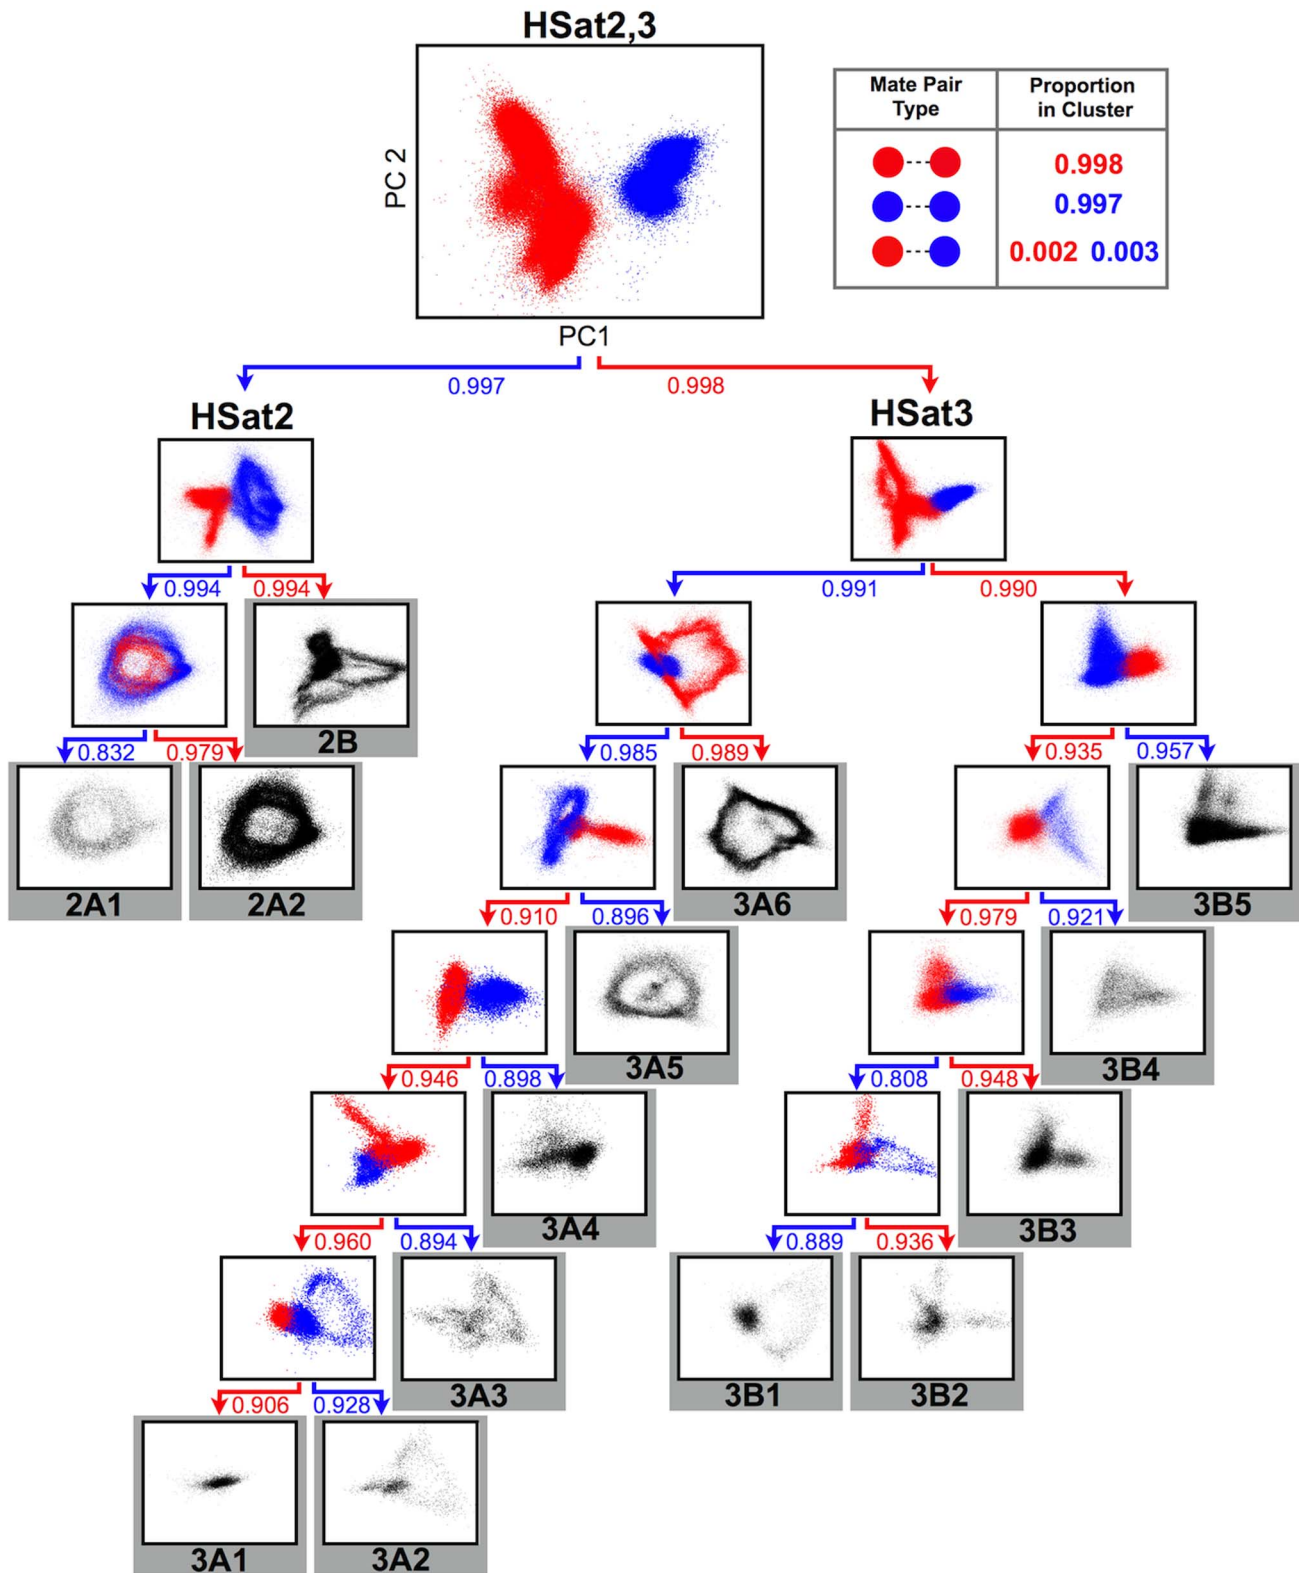 HSat2,3
PC 2
PC1
Mate Pair Type
Proportion in Cluster
0.998
0.997
0.002 0.003
0.997
0.998
HSat2
HSat3
0.994
0.994
0.991
0.990
2B
0.832
0.979
0.985
0.989
0.935
0.957
2A1
2A2
3A6
3B5
0.910
0.896
0.979
0.921
3A5
3B4
0.946
0.898
0.808
0.948
3A4
3B3
0.960
0.894
0.889
0.936
3A3
3B1
3B2
0.906
0.928
3A1
3A2